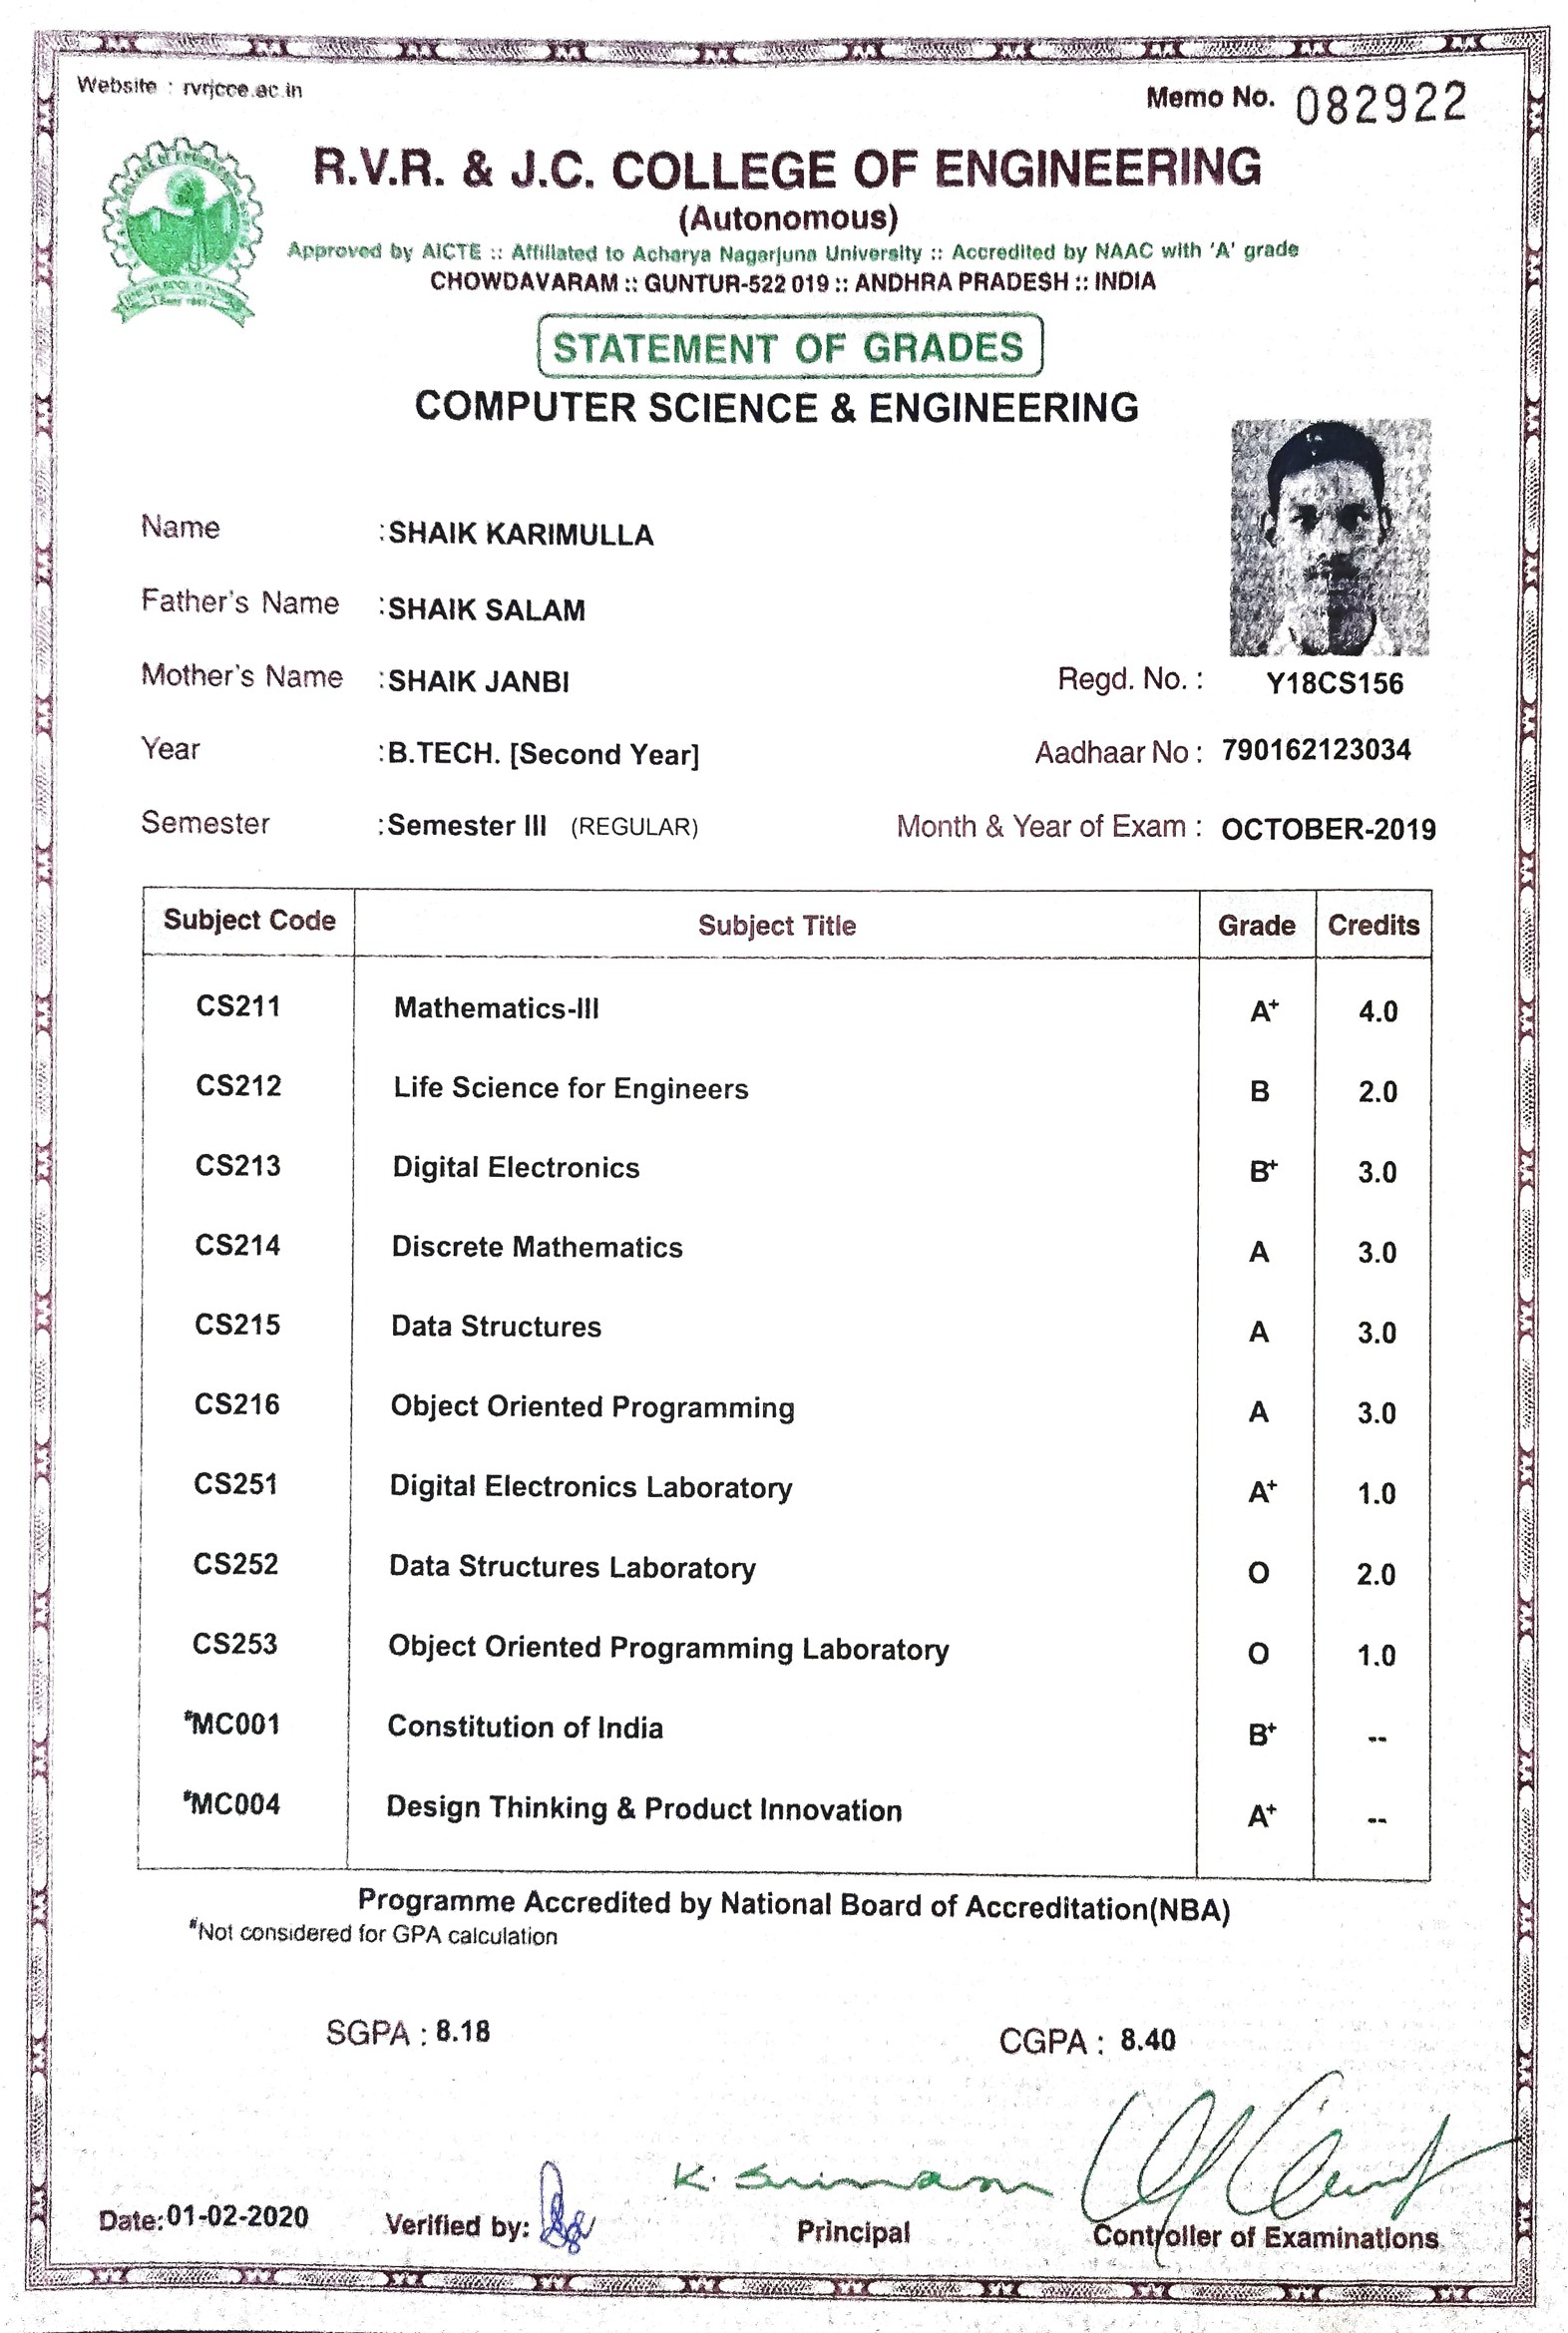 Website : rvrjcce.ac.in
Memo No. 082922
R.V.R. & J.C. COLLEGE OF ENGINEERING
(Autonomous)
Approved by AICTE :: Affiliated to Acharya Nagarjuna University :: Accredited by NAAC with 'A' grade
CHOWDAVARAM :: GUNTUR-522 019 :: ANDHRA PRADESH :: INDIA
STATEMENT OF GRADES
COMPUTER SCIENCE & ENGINEERING
Name :SHAIK KARIMULLA
Father's Name :SHAIK SALAM
Mother's Name :SHAIK JANBI Regd. No. : Y18CS156
Year :B.TECH. [Second Year] Aadhaar No : 790162123034
Semester :Semester III (REGULAR) Month & Year of Exam : OCTOBER-2019
Subject Code Subject Title Grade Credits
CS211 Mathematics-III A+ 4.0
CS212 Life Science for Engineers B 2.0
CS213 Digital Electronics B+ 3.0
CS214 Discrete Mathematics A 3.0
CS215 Data Structures A 3.0
CS216 Object Oriented Programming A 3.0
CS251 Digital Electronics Laboratory A+ 1.0
CS252 Data Structures Laboratory O 2.0
CS253 Object Oriented Programming Laboratory O 1.0
#MC001 Constitution of India B+ --
#MC004 Design Thinking & Product Innovation A+ --
Programme Accredited by National Board of Accreditation(NBA)
#Not considered for GPA calculation
SGPA : 8.18 CGPA : 8.40
Date:01-02-2020 Verified by: Principal Controller of Examinations